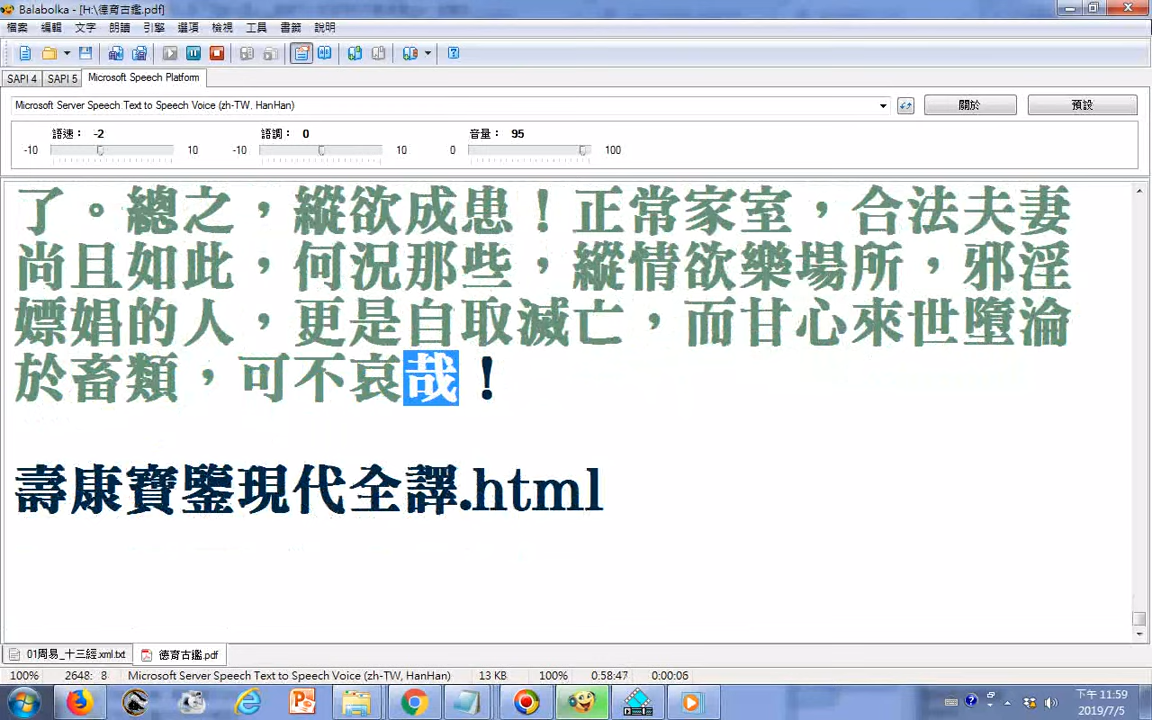 Balabolka - [H:\德育古鑑.pdf]
檔案 編輯 文字 朗讀 引擎 選項 檢視 工具 書籤 說明
SAPI 4 SAPI 5 Microsoft Speech Platform
Microsoft Server Speech Text to Speech Voice (zh-TW, HanHan) 關於 預設
語速： -2 語調： 0 音量： 95
-10 10 -10 10 0 100
了。總之，縱欲成患！正常家室，合法夫妻
尚且如此，何況那些，縱情欲樂場所，邪淫
嫖娼的人，更是自取滅亡，而甘心來世墮淪
於畜類，可不哀哉！
壽康寶鑒現代全譯.html
01周易_十三經.xml.txt 德育古鑑.pdf
100% 2648: 8 Microsoft Server Speech Text to Speech Voice (zh-TW, HanHan) 13 KB 100% 0:58:47 0:00:06
下午 11:59
2019/7/5